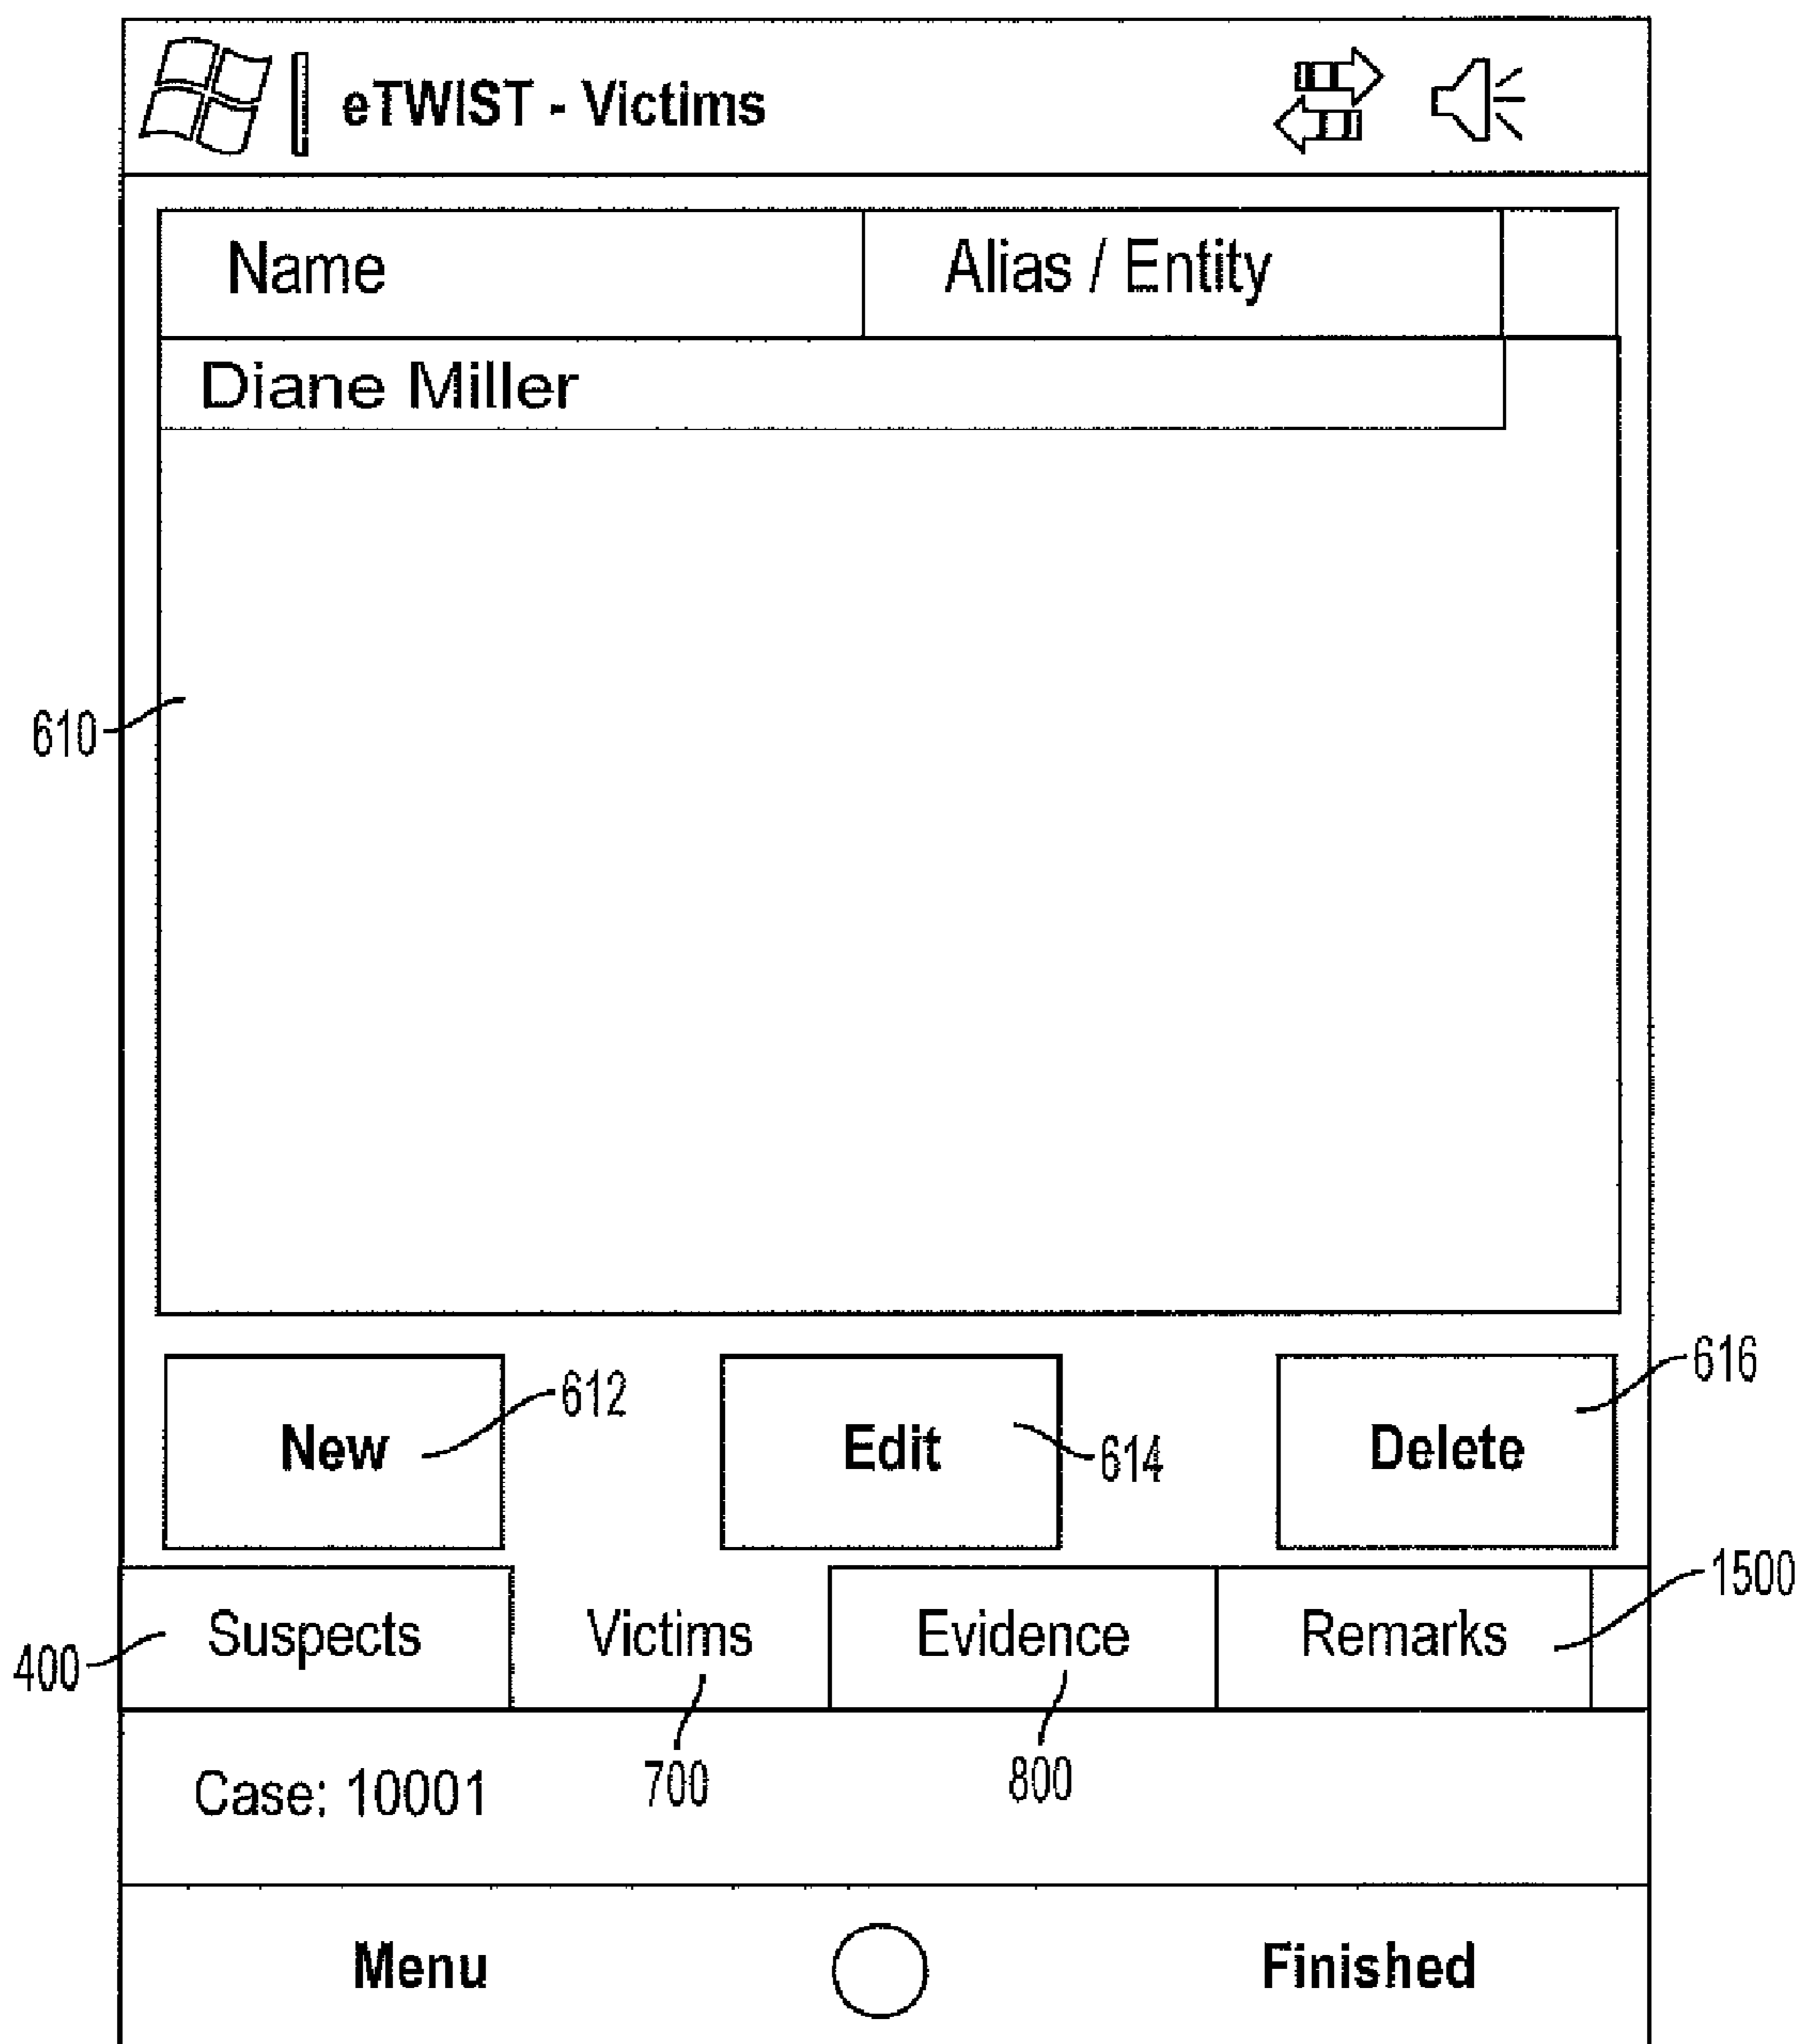 eTWIST - Victims
Name Alias / Entity
Diane Miller
610
New 612 Edit 614 Delete 616
400 Suspects Victims Evidence Remarks 1500
700 800
Case: 10001
Menu Finished